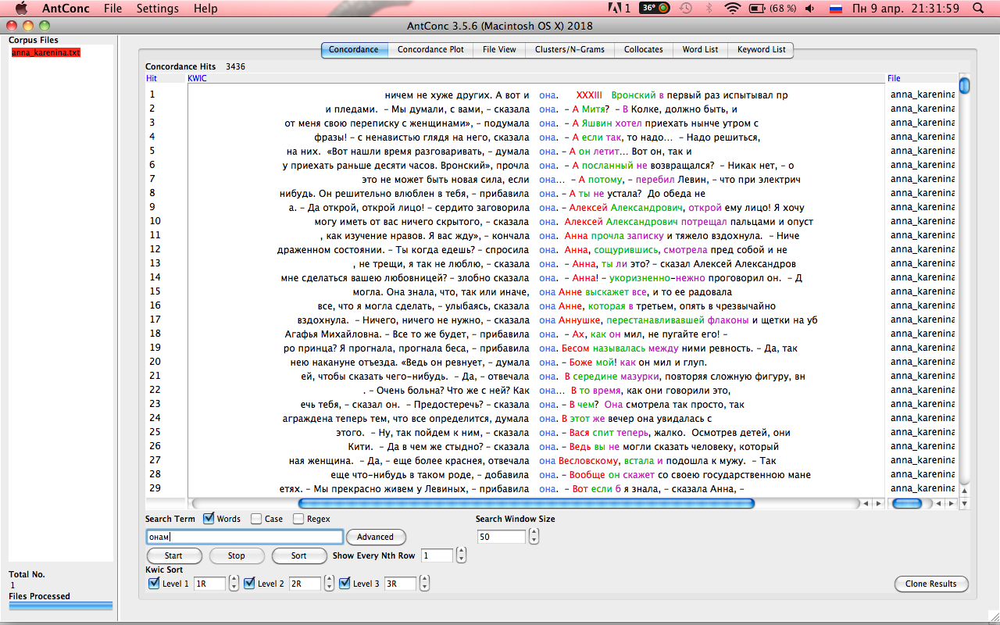 AntConc File Settings Help 1 36° (68 %) Пн 9 апр. 21:31:59
AntConc 3.5.6 (Macintosh OS X) 2018
Corpus Files
anna_karenina.txt
Concordance Concordance Plot File View Clusters/N-Grams Collocates Word List Keyword List
Concordance Hits 3436
Hit KWIC File
1 ничем не хуже других. А вот и она. XXXIII Вронский в первый раз испытывал пр anna_karenina
2 и пледами. – Мы думали, с вами, – сказала она. – А Митя? – В Колке, должно быть, и anna_karenina
3 от меня свою переписку с женщинами», – подумала она. – А Яшвин хотел приехать нынче утром с anna_karenina
4 фразы! – с ненавистью глядя на него, сказала она. – А если так, то надо… – Надо решиться, anna_karenina
5 на них. «Вот нашли время разговаривать, – думала она. – А он летит… Вот он, так и anna_karenina
6 у приехать раньше десяти часов. Вронский», прочла она. – А посланный не возвращался? – Никак нет, – о anna_karenina
7 это не может быть новая сила, если она… – А потому, – перебил Левин, – что при электрич anna_karenina
8 нибудь. Он решительно влюблен в тебя, – прибавила она. – А ты не устала? До обеда не anna_karenina
9 а. – Да открой, открой лицо! – сердито заговорила она. – Алексей Александрович, открой ему лицо! Я хочу anna_karenina
10 могу иметь от вас ничего скрытого, – сказала она. Алексей Александрович потрещал пальцами и опуст anna_karenina
11 , как изучение нравов. Я вас жду», – кончала она. Анна прочла записку и тяжело вздохнула. – Ниче anna_karenina
12 драженном состоянии. – Ты когда едешь? – спросила она. Анна, сощурившись, смотрела пред собой и не anna_karenina
13 , не трещи, я так не люблю, – сказала она. – Анна, ты ли это? – сказал Алексей Александров anna_karenina
14 мне сделаться вашею любовницей? – злобно сказала она. – Анна! – укоризненно-нежно проговорил он. – Д anna_karenina
15 могла. Она знала, что, так или иначе, она Анне выскажет все, и то ее радовала anna_karenina
16 все, что я могла сделать, – улыбаясь, сказала она Анне, которая в третьем, опять в чрезвычайно anna_karenina
17 вздохнула. – Ничего, ничего не нужно, – сказала она Аннушке, перестанавливавшей флаконы и щетки на уб anna_karenina
18 Агафья Михайловна. – Все то же будет, – прибавила она. – Ах, как он мил, не пугайте его! – anna_karenina
19 ро принца? Я прогнала, прогнала беса, – прибавила она. Бесом называлась между ними ревность. – Да, так anna_karenina
20 нею накануне отъезда. «Ведь он ревнует, – думала она. – Боже мой! как он мил и глуп. anna_karenina
21 ей, чтобы сказать чего-нибудь. – Да, – отвечала она. В середине мазурки, повторяя сложную фигуру, вн anna_karenina
22 . – Очень больна? Что же с ней? Как она… В то время, как они говорили это, anna_karenina
23 ечь тебя, – сказал он. – Предостеречь? – сказала она. – В чем? Она смотрела так просто, так anna_karenina
24 аграждена теперь тем, что все определится, думала она. В этот же вечер она увидалась с anna_karenina
25 этого. – Ну, так пойдем к ним, – сказала она. – Вася спит теперь, жалко. Осмотрев детей, они anna_karenina
26 Кити. – Да в чем же стыдно? – сказала она. – Ведь вы не могли сказать человеку, который anna_karenina
27 ная женщина. – Да, – еще более краснея, отвечала она Весловскому, встала и подошла к мужу. – Так anna_karenina
28 еще что-нибудь в таком роде, – добавила она. – Вообще он скажет со своею государственною мане anna_karenina
29 етях. – Мы прекрасно живем у Левиных, – прибавила она. – Вот если б я знала, – сказала Анна, – anna_karenina
Search Term Words Case Regex Search Window Size
онам Advanced 50
Start Stop Sort Show Every Nth Row 1
Kwic Sort
Level 1 1R Level 2 2R Level 3 3R Clone Results
Total No.
1
Files Processed